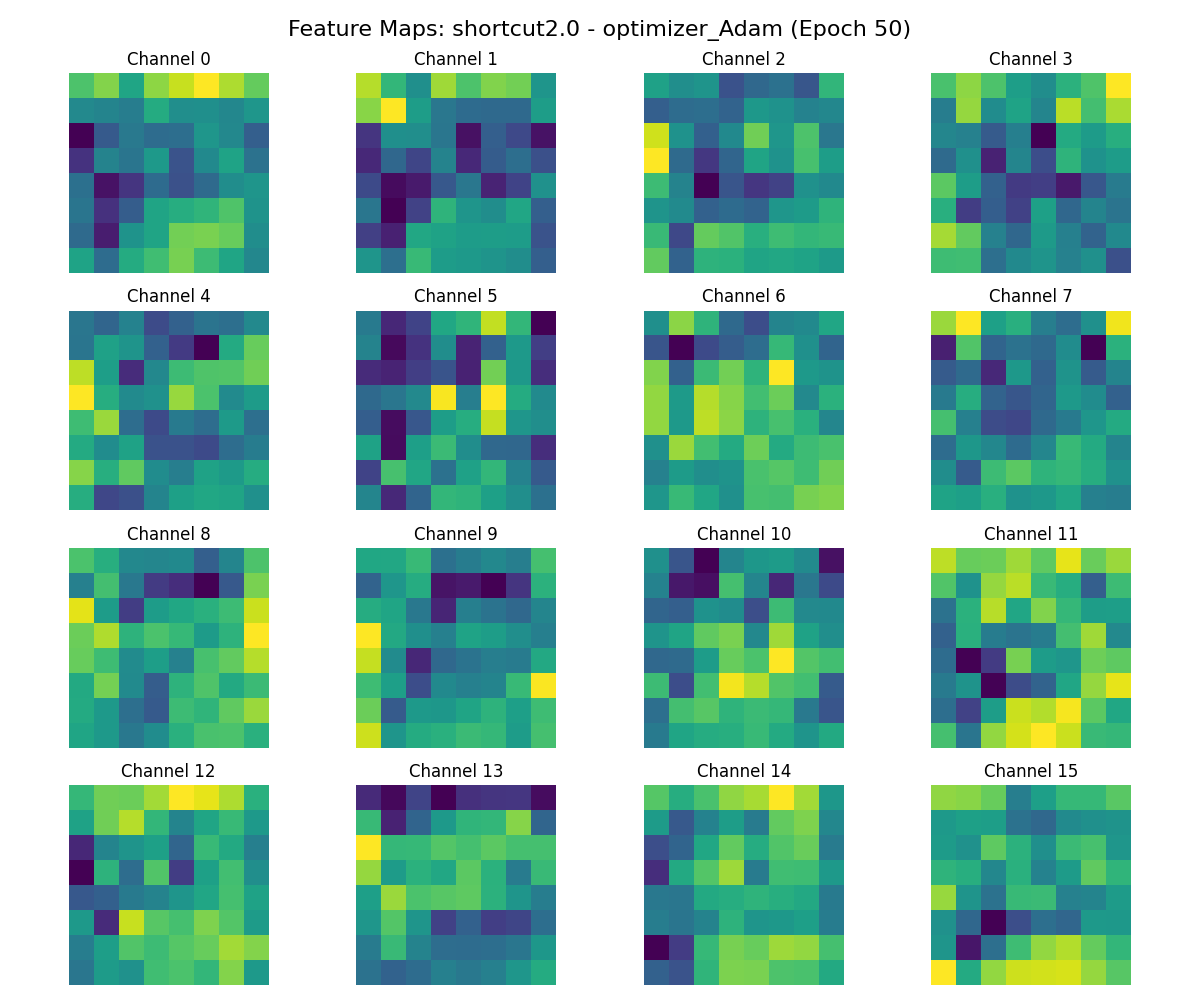 Feature Maps: shortcut2.0 - optimizer_Adam (Epoch 50)
Channel 0
Channel 1
Channel 2
Channel 3
Channel 4
Channel 5
Channel 6
Channel 7
Channel 8
Channel 9
Channel 10
Channel 11
Channel 12
Channel 13
Channel 14
Channel 15